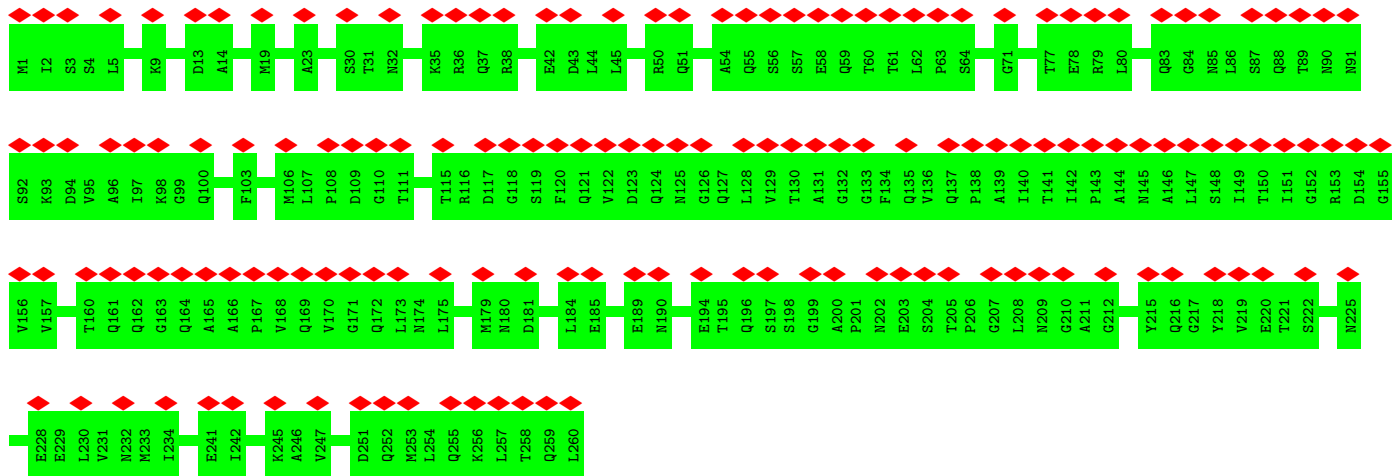 M1 I2 S3 S4 L5 K9 D13 A14 M19 A23 S30 T31 N32 K35 R36 Q37 R38 E42 D43 L44 L45 R50 Q51 A54 Q55 S56 S57 E58 Q59 T60 T61 L62 P63 S64 G71 T77 E78 R79 L80 Q83 G84 N85 L86 S87 Q88 T89 N90 N91
S92 K93 D94 V95 A96 I97 K98 G99 Q100 F103 M106 L107 P108 D109 G110 T111 T115 R116 D117 G118 S119 F120 Q121 V122 D123 Q124 N125 G126 Q127 L128 V129 T130 A131 G132 G133 F134 Q135 V136 Q137 P138 A139 I140 T141 I142 P143 A144 N145 A146 L147 S148 I149 T150 I151 G152 R153 D154 G155
V156 V157 T160 Q161 Q162 G163 Q164 A165 A166 P167 V168 Q169 V170 G171 Q172 L173 N174 L175 M179 N180 D181 L184 E185 E189 N190 E194 T195 Q196 S197 S198 G199 A200 P201 N202 E203 S204 T205 P206 G207 L208 N209 G210 A211 G212 Y215 Q216 G217 Y218 V219 E220 T221 S222 N225
E228 E229 L230 V231 N232 M233 I234 E241 I242 K245 A246 V247 D251 Q252 M253 L254 Q255 K256 L257 T258 Q259 L260